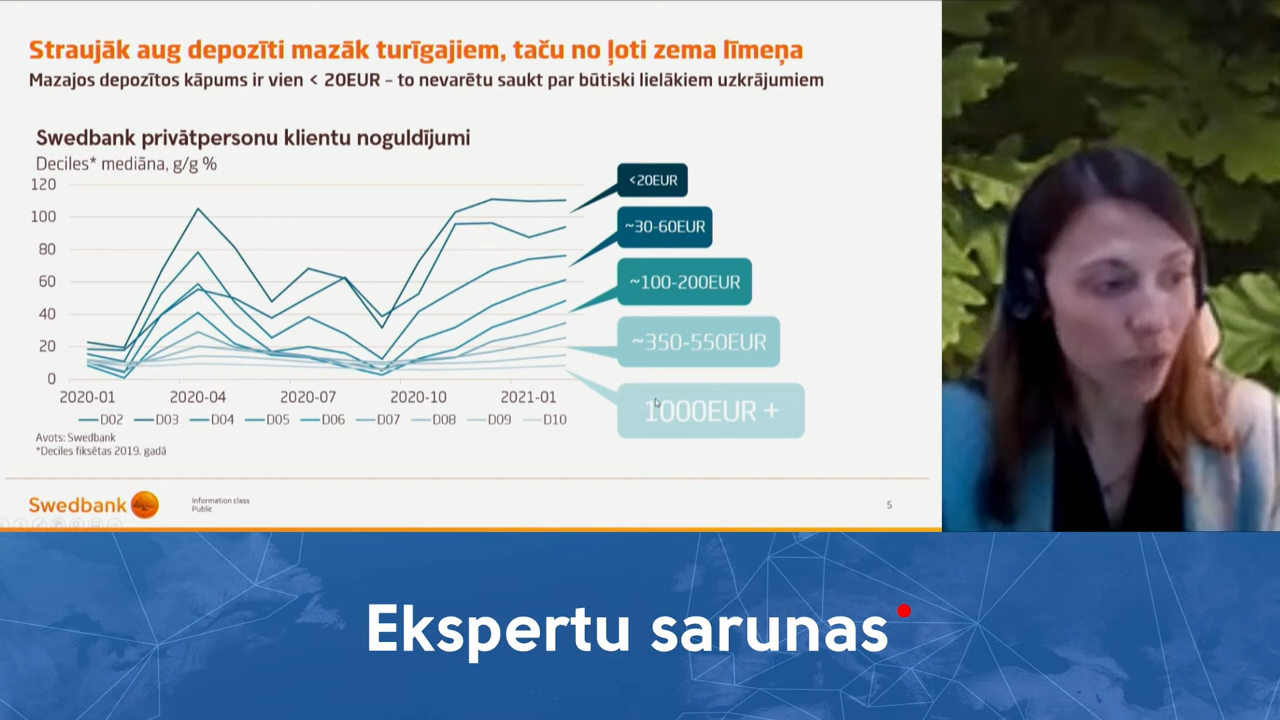 Straujāk aug depozīti mazāk turīgajiem, taču no ļoti zema līmeņa
Mazajos depozītos kāpums ir vien < 20EUR – to nevarētu saukt par būtiski lielākiem uzkrājumiem
Swedbank privātpersonu klientu noguldījumi
Deciles* mediāna, g/g %
120
100
80
60
40
20
0
2020-01 2020-04 2020-07 2020-10 2021-01
D02 D03 D04 D05 D06 D07 D08 D09 D10
<20EUR
~30-60EUR
~100-200EUR
~350-550EUR
1000EUR +
Avots: Swedbank
*Deciles fiksētas 2019. gadā
Swedbank
Information class
Public
5
Ekspertu sarunas